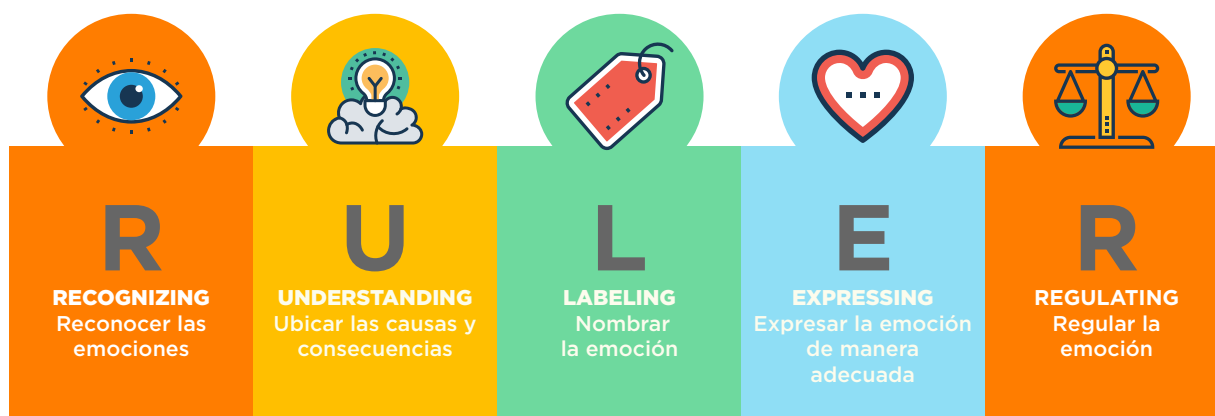 R
RECOGNIZING
Reconocer las
emociones
U
UNDERSTANDING
Ubicar las causas y
consecuencias
L
LABELING
Nombrar
la emoción
E
EXPRESSING
Expresar la emoción
de manera
adecuada
R
REGULATING
Regular la
emoción